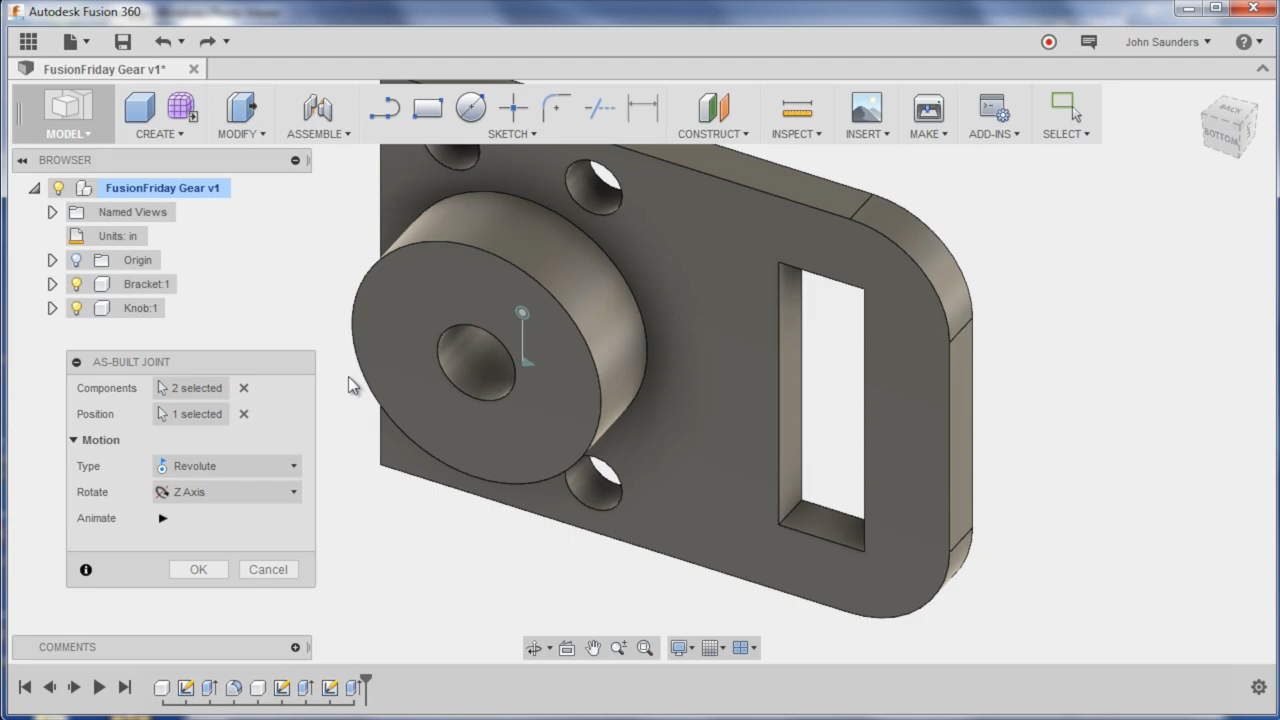 Autodesk Fusion 360
John Saunders
FusionFriday Gear v1*
MODEL
CREATE
MODIFY
ASSEMBLE
SKETCH
CONSTRUCT
INSPECT
INSERT
MAKE
ADD-INS
SELECT
BACK
BOTTOM
BROWSER
FusionFriday Gear v1
Named Views
Units: in
Origin
Bracket:1
Knob:1
AS-BUILT JOINT
Components 2 selected
Position 1 selected
Motion
Type Revolute
Rotate Z Axis
Animate
OK Cancel
COMMENTS